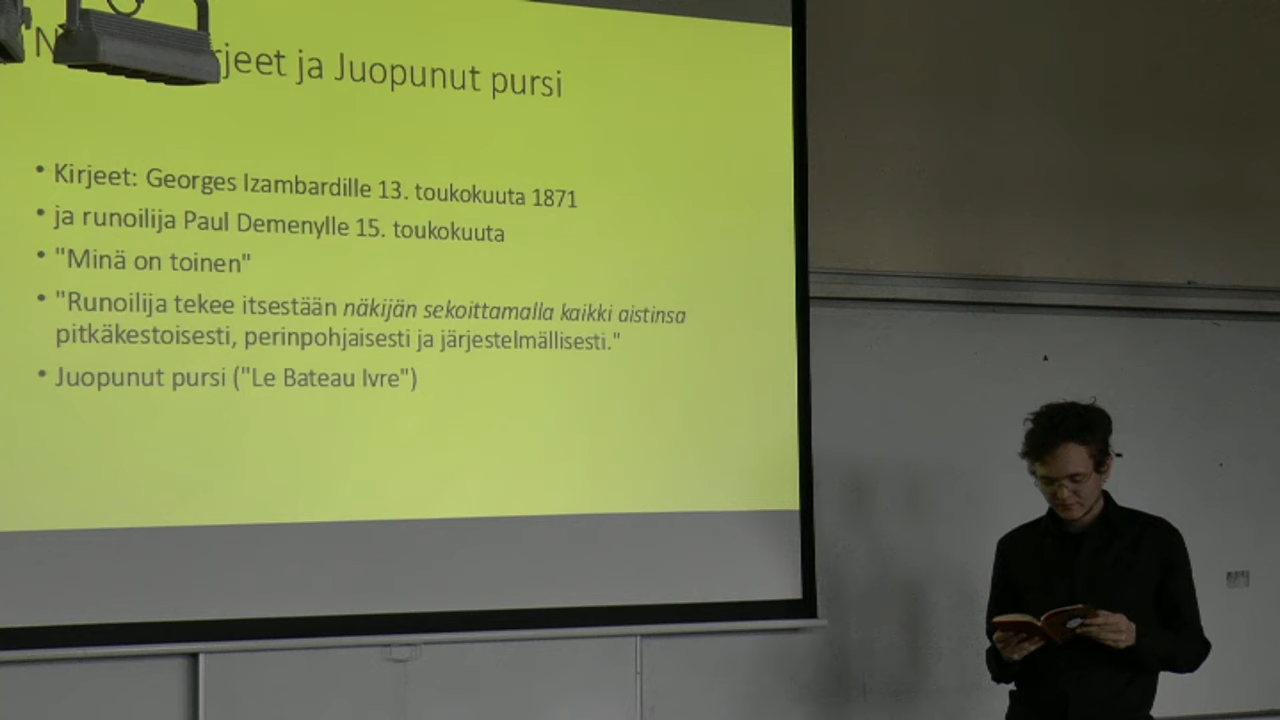 ja Juopunut pursi
• Kirjeet: Georges Izambardille 13. toukokuuta 1871
• ja runoilija Paul Demenylle 15. toukokuuta
• "Minä on toinen"
• "Runoilija tekee itsestään näkijän sekoittamalla kaikki aistinsa
pitkäkestoisesti, perinpohjaisesti ja järjestelmällisesti."
• Juopunut pursi ("Le Bateau Ivre")